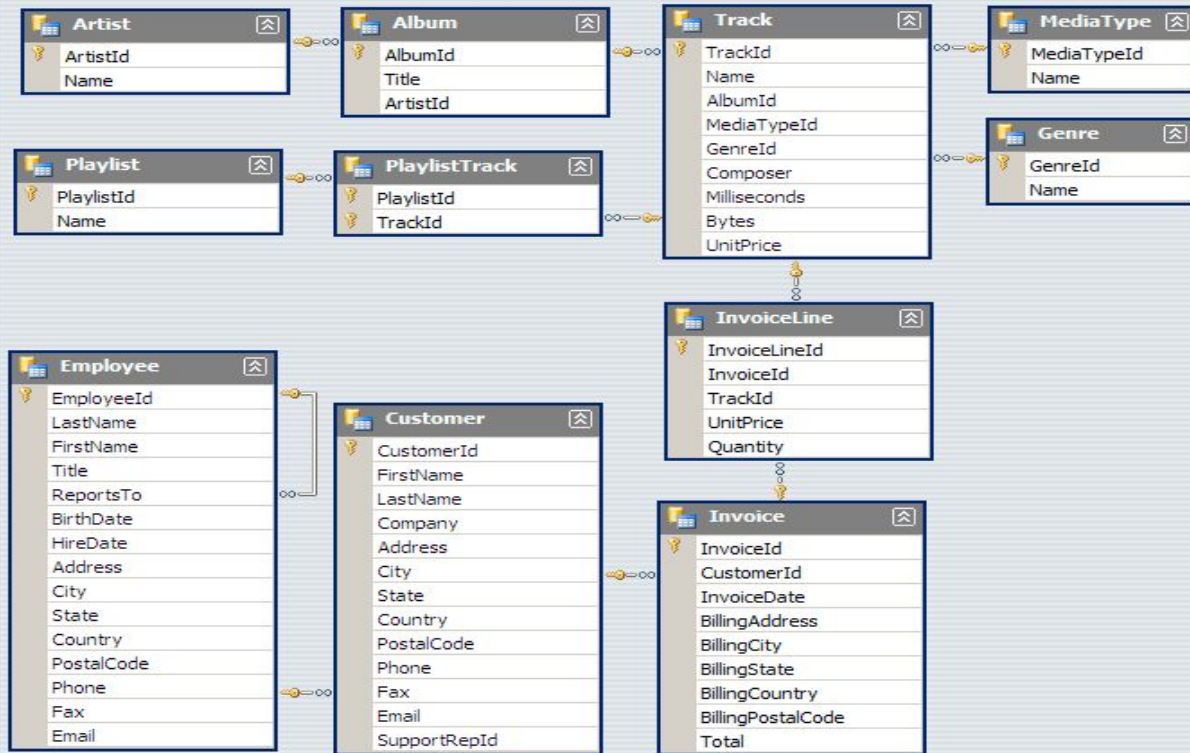 Artist
ArtistId
Name
Album
AlbumId
Title
ArtistId
Track
TrackId
Name
AlbumId
MediaTypeId
GenreId
Composer
Milliseconds
Bytes
UnitPrice
MediaType
MediaTypeId
Name
Genre
GenreId
Name
Playlist
PlaylistId
Name
PlaylistTrack
PlaylistId
TrackId
InvoiceLine
InvoiceLineId
InvoiceId
TrackId
UnitPrice
Quantity
Employee
EmployeeId
LastName
FirstName
Title
ReportsTo
BirthDate
HireDate
Address
City
State
Country
PostalCode
Phone
Fax
Email
Customer
CustomerId
FirstName
LastName
Company
Address
City
State
Country
PostalCode
Phone
Fax
Email
SupportRepId
Invoice
InvoiceId
CustomerId
InvoiceDate
BillingAddress
BillingCity
BillingState
BillingCountry
BillingPostalCode
Total